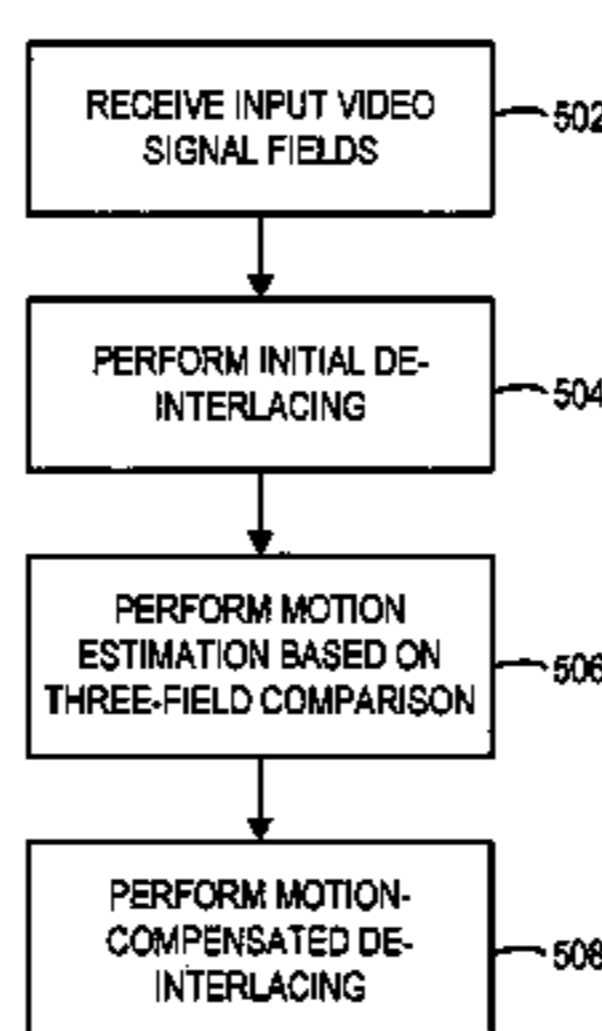 RECEIVE INPUT VIDEO
SIGNAL FIELDS
502
PERFORM INITIAL DE-
INTERLACING
504
PERFORM MOTION
ESTIMATION BASED ON
THREE-FIELD COMPARISON
506
PERFORM MOTION-
COMPENSATED DE-
INTERLACING
508